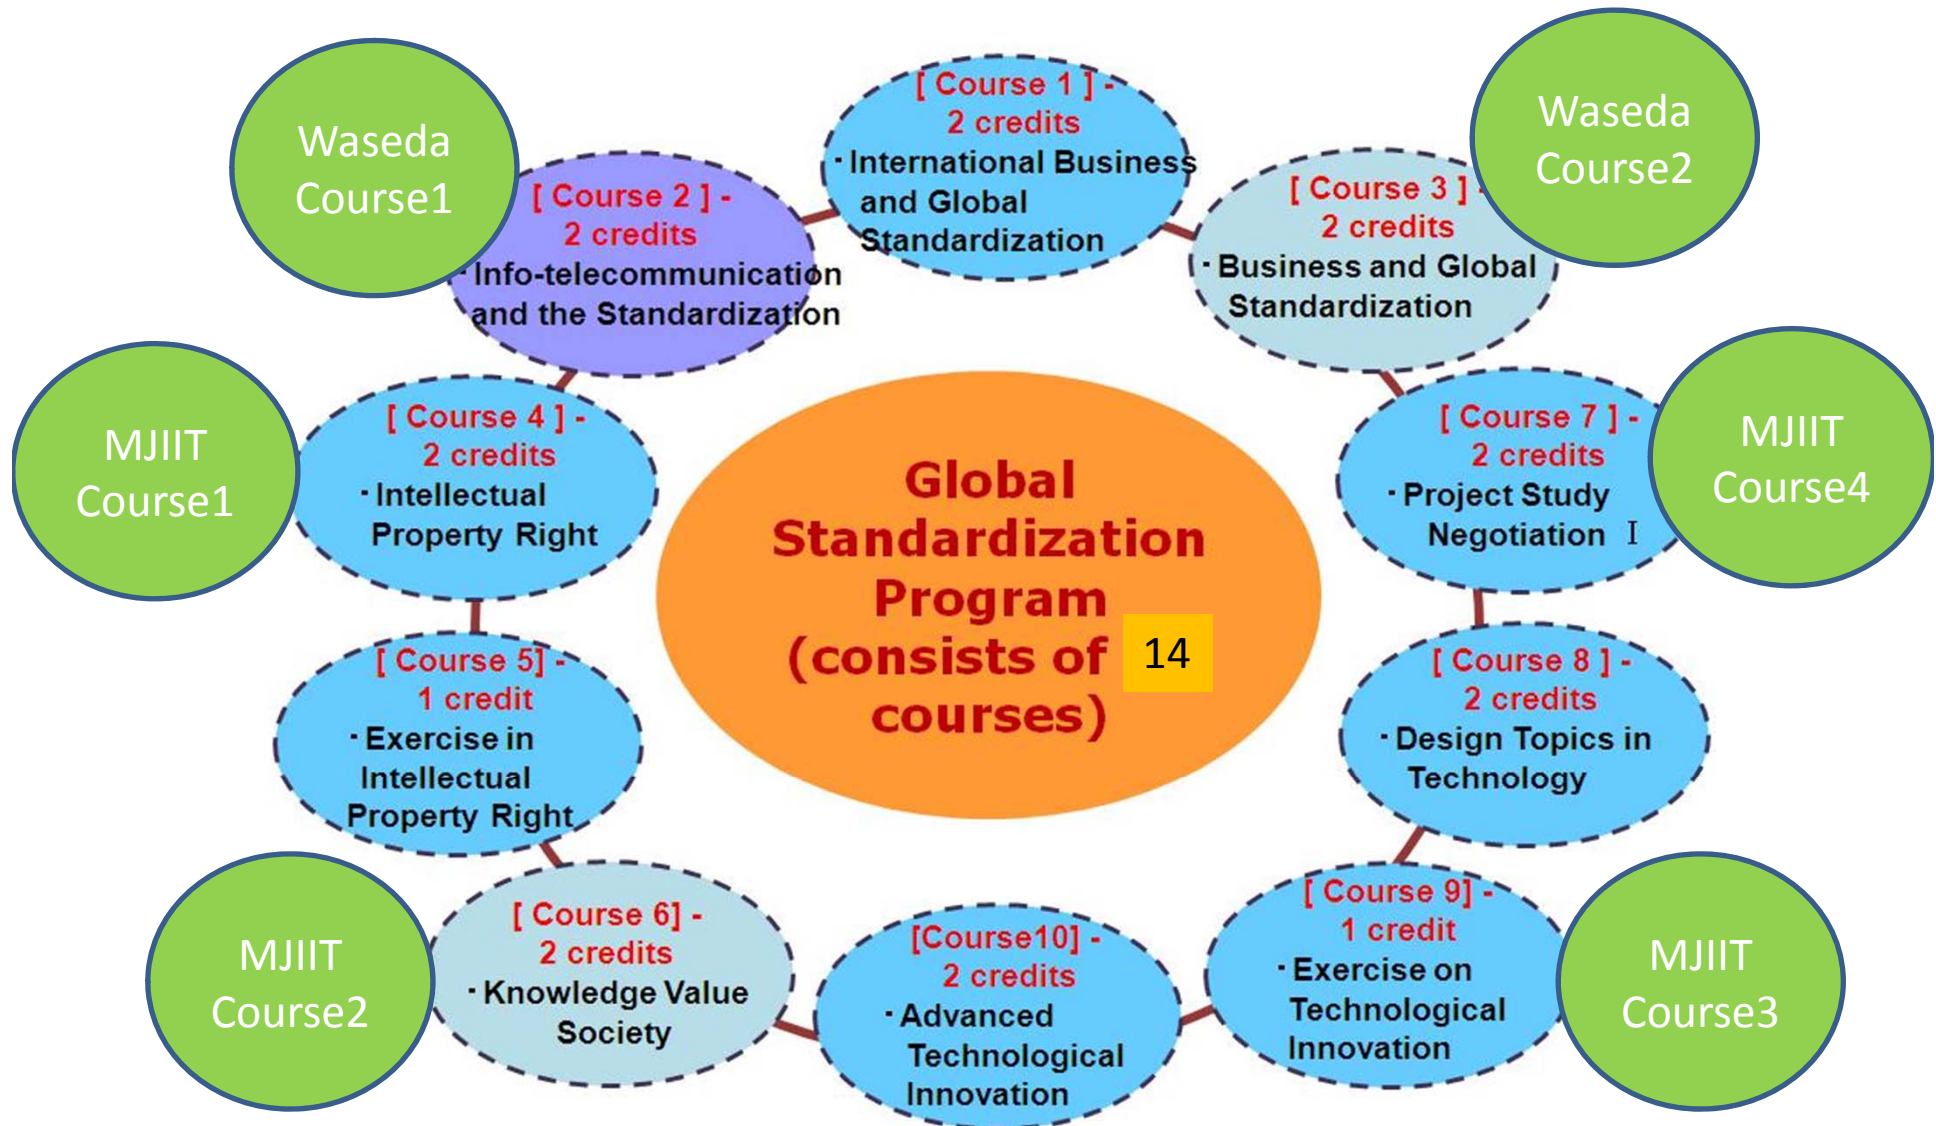 Waseda
Course1
[ Course 1 ] -
2 credits
· International Business
and Global
Standardization
Waseda
Course2
[ Course 2 ] -
2 credits
· Info-telecommunication
and the Standardization
[ Course 3 ] -
2 credits
· Business and Global
Standardization
MJIIT
Course1
[ Course 4 ] -
2 credits
· Intellectual
Property Right
Global
Standardization
Program
(consists of 14
courses)
[ Course 7 ] -
2 credits
· Project Study
Negotiation I
MJIIT
Course4
[ Course 5] -
1 credit
· Exercise in
Intellectual
Property Right
[ Course 8 ] -
2 credits
· Design Topics in
Technology
MJIIT
Course2
[ Course 6] -
2 credits
· Knowledge Value
Society
[Course10] -
2 credits
· Advanced
Technological
Innovation
[ Course 9] -
1 credit
· Exercise on
Technological
Innovation
MJIIT
Course3